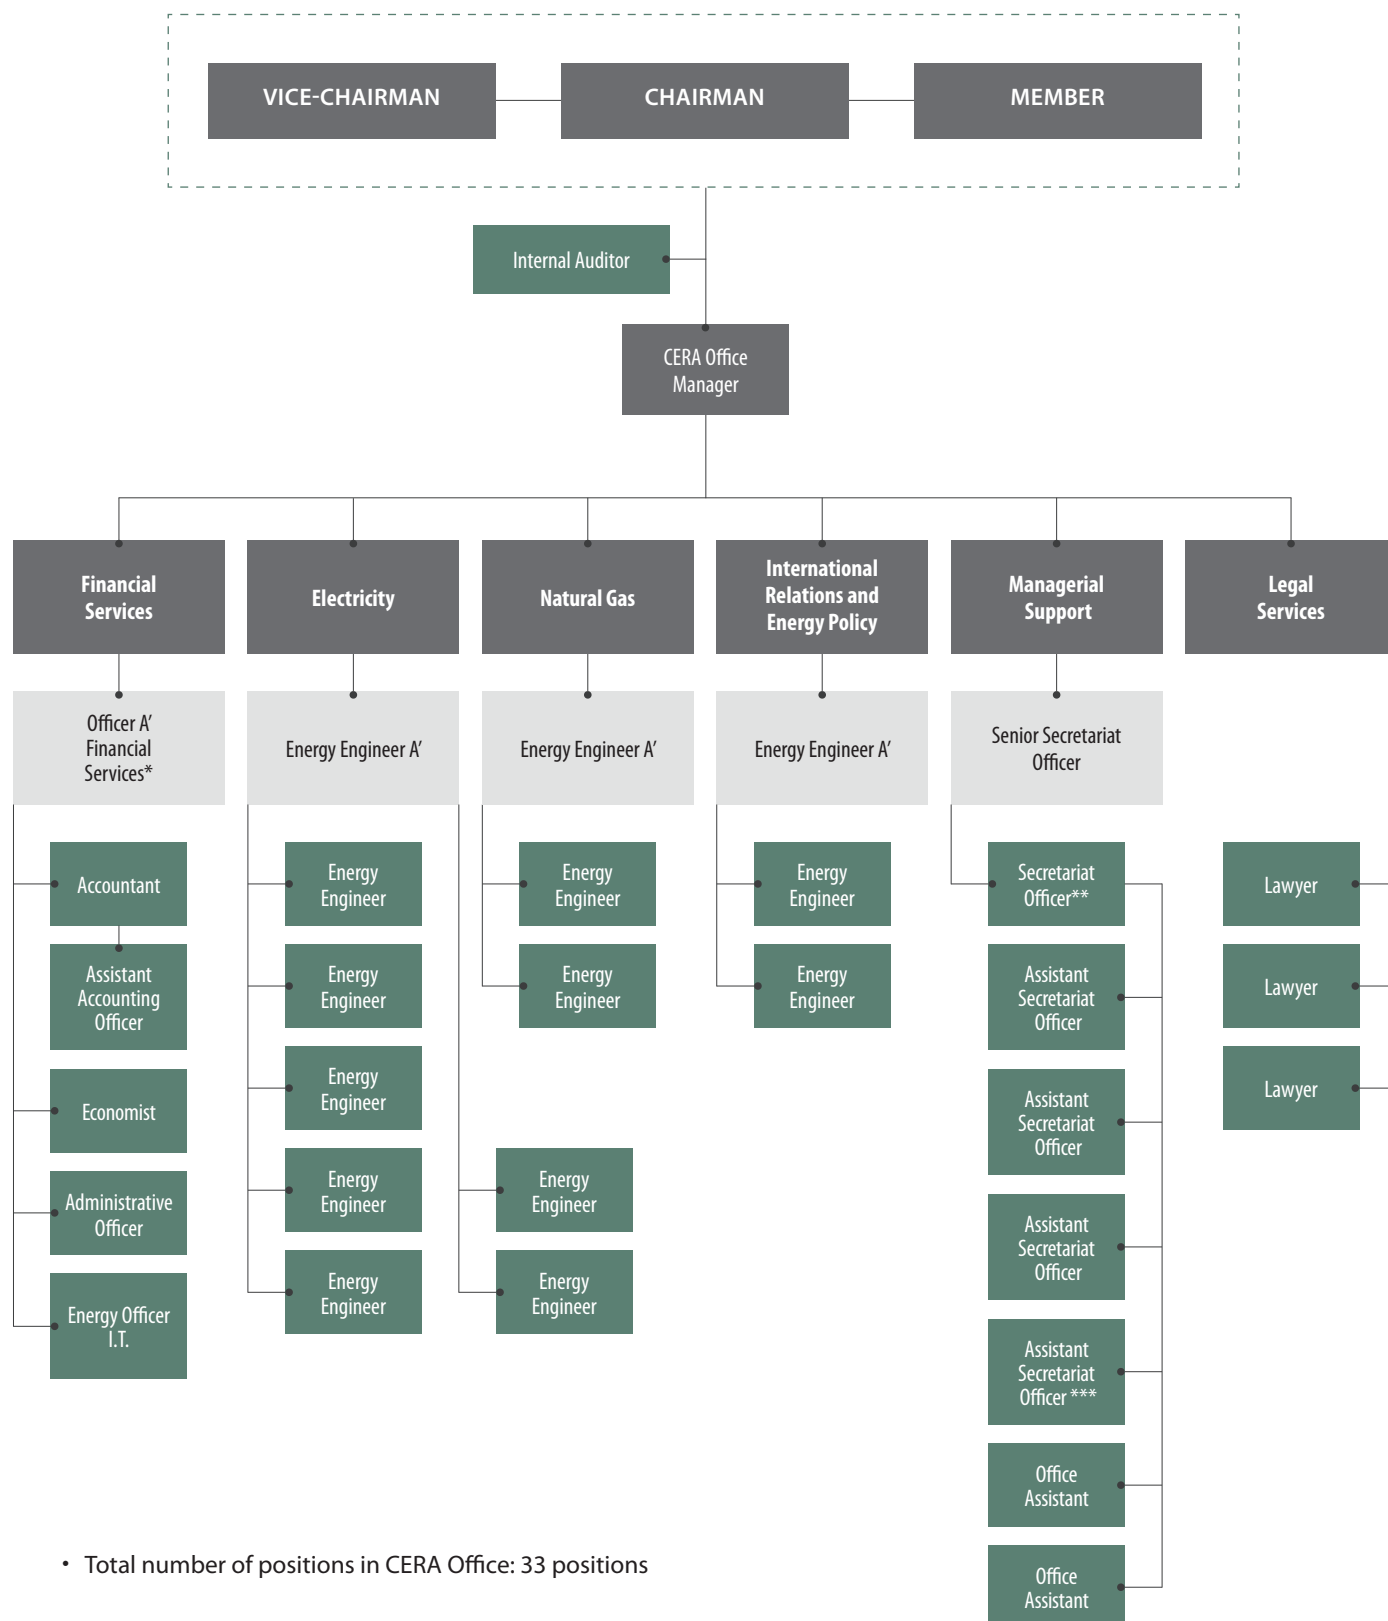 VICE-CHAIRMAN
CHAIRMAN
MEMBER
Internal Auditor
CERA Office
Manager
Financial
Services
Electricity
Natural Gas
International
Relations and
Energy Policy
Managerial
Support
Legal
Services
Officer A’
Financial
Services*
Energy Engineer A’
Energy Engineer A’
Energy Engineer A’
Senior Secretariat
Officer
Accountant
Assistant
Accounting
Officer
Economist
Administrative
Officer
Energy Officer
I.T.
Energy
Engineer
Energy
Engineer
Energy
Engineer
Energy
Engineer
Energy
Engineer
Energy
Engineer
Energy
Engineer
Energy
Engineer
Energy
Engineer
Energy
Engineer
Energy
Engineer
Secretariat
Officer**
Assistant
Secretariat
Officer
Assistant
Secretariat
Officer
Assistant
Secretariat
Officer
Assistant
Secretariat
Officer ***
Office
Assistant
Office
Assistant
Lawyer
Lawyer
Lawyer
• Total number of positions in CERA Office: 33 positions